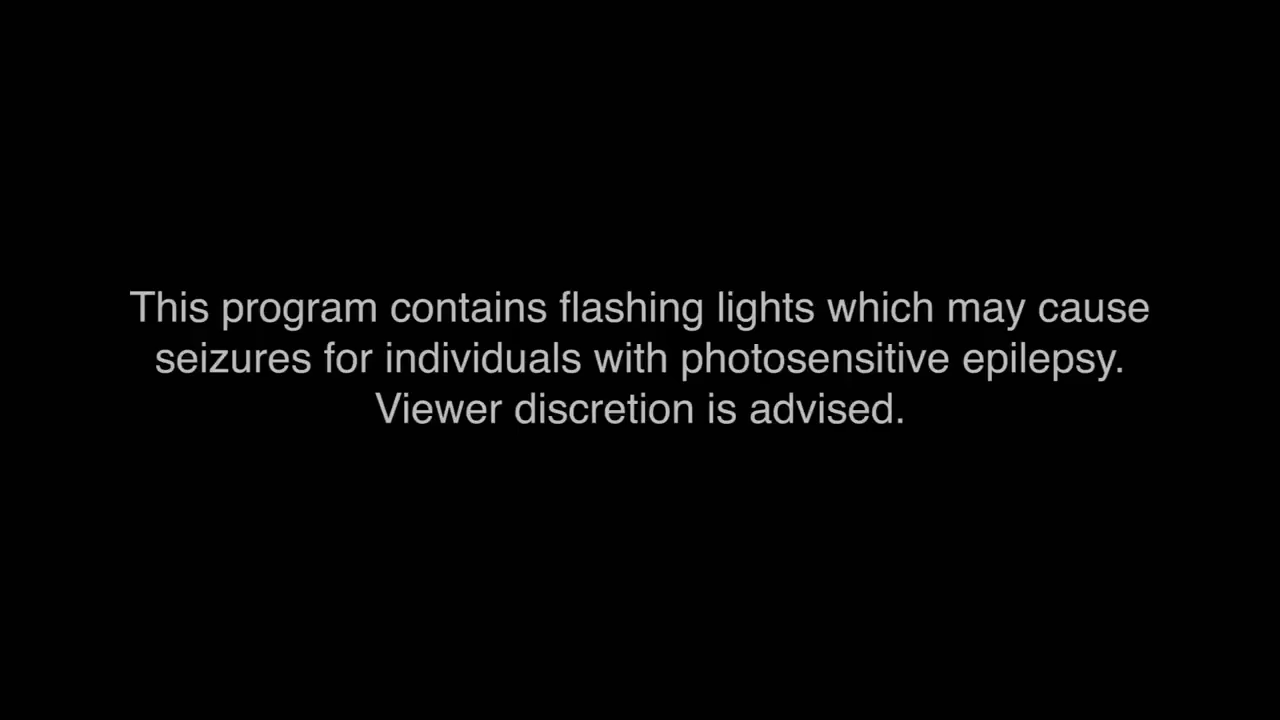 This program contains flashing lights which may cause
seizures for individuals with photosensitive epilepsy.
Viewer discretion is advised.